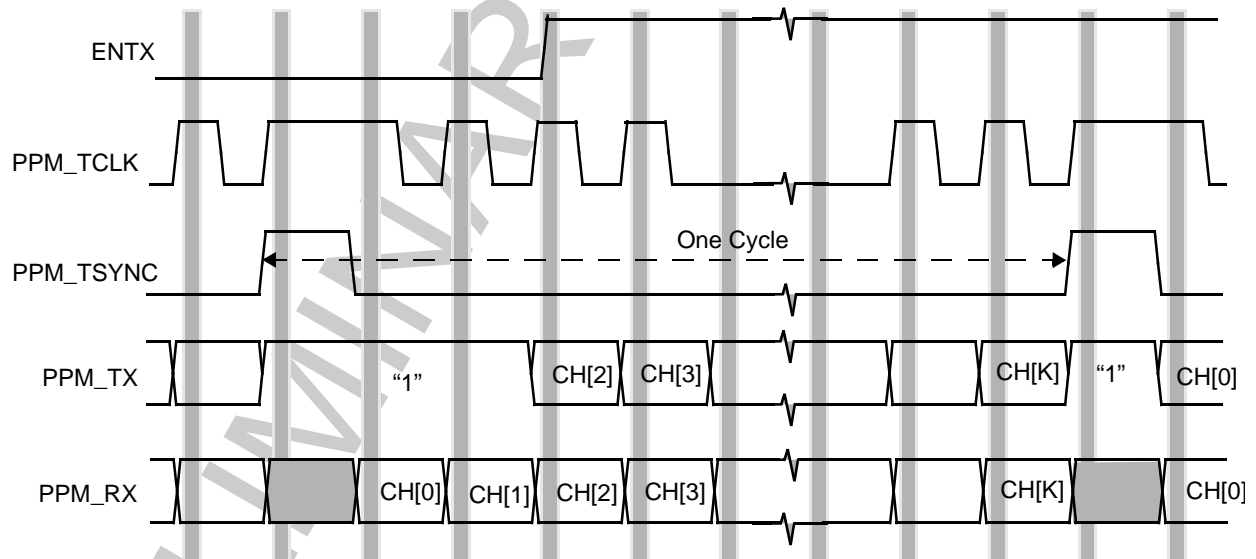 ENTX
PPM_TCLK
One Cycle
PPM_TSYNC
PPM_TX “1” CH[2] CH[3] CH[K] “1” CH[0]
PPM_RX CH[0] CH[1] CH[2] CH[3] CH[K] CH[0]
IMINAR